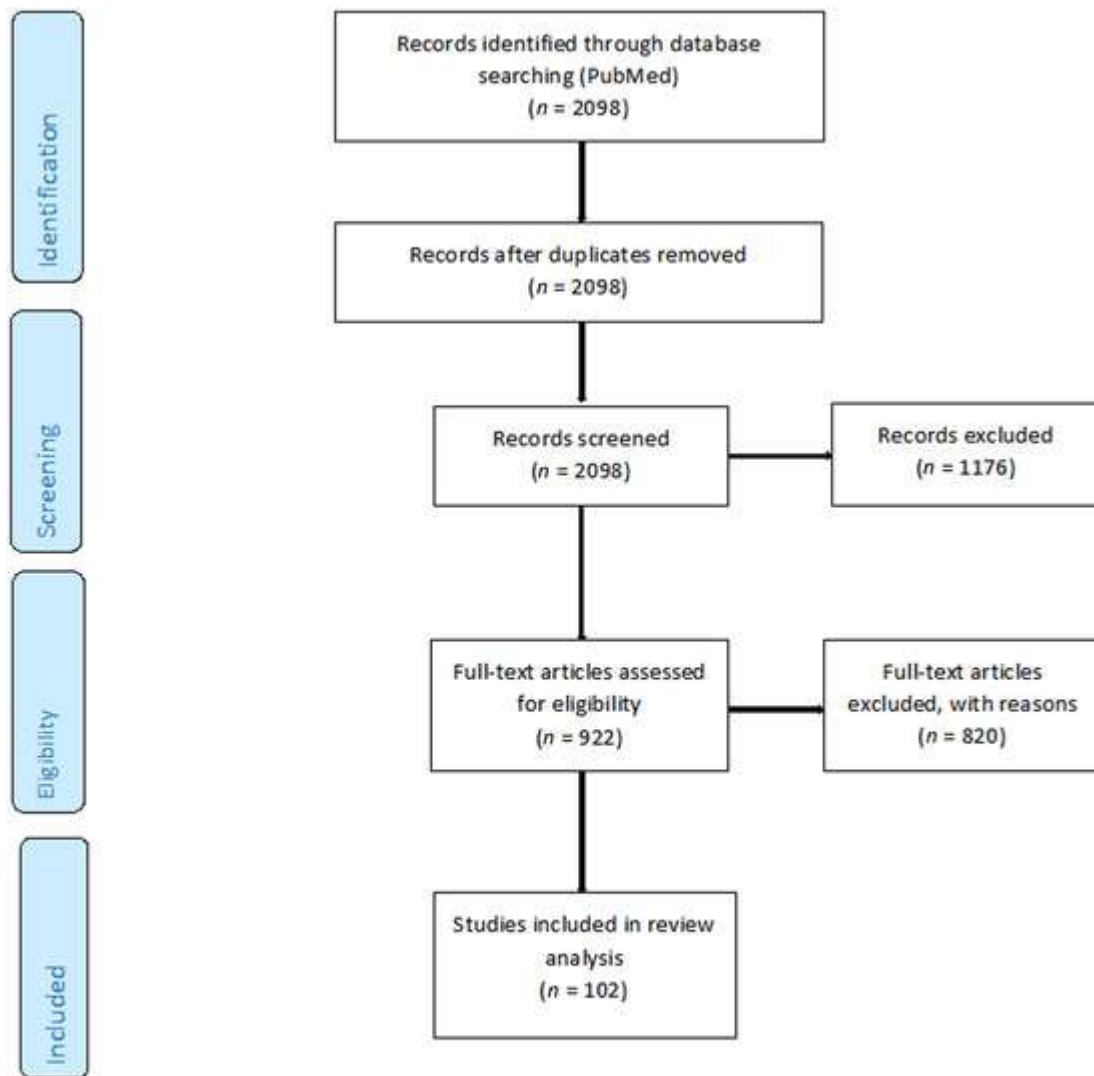 Identification
Records identified through database
searching (PubMed)
(n = 2098)
Records after duplicates removed
(n = 2098)
Screening
Records screened
(n = 2098)
Records excluded
(n = 1176)
Eligibility
Full-text articles assessed
for eligibility
(n = 922)
Full-text articles
excluded, with reasons
(n = 820)
Included
Studies included in review
analysis
(n = 102)